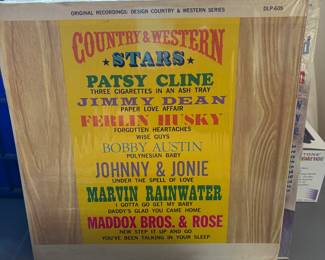 ORIGINAL RECORDINGS: DESIGN COUNTRY & WESTERN SERIES
DLP-605
COUNTRY & WESTERN
★STARS★
PATSY CLINE
THREE CIGARETTES IN AN ASH TRAY
JIMMY DEAN
PAPER LOVE AFFAIR
FERLIN HUSKY
FORGOTTEN HEARTACHES
WISE GUYS
BOBBY AUSTIN
POLYNESIAN BABY
JOHNNY & JONIE
UNDER THE SPELL OF LOVE
MARVIN RAINWATER
I GOTTA GO GET MY BABY
DADDY'S GLAD YOU CAME HOME
MADDOX BROS. & ROSE
NEW STEP IT-UP AND GO
YOU'VE BEEN TALKING IN YOUR SLEEP